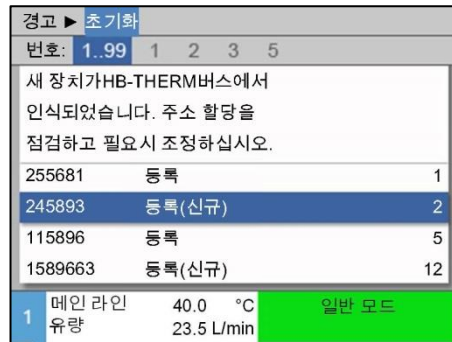 경고 ▶ 초기화
번호: 1..99 1 2 3 5
새 장치가HB-THERM버스에서
인식되었습니다. 주소 할당을
점검하고 필요시 조정하십시오.
255681 등록 1
245893 등록(신규) 2
115896 등록 5
1589663 등록(신규) 12
1 메인 라인 40.0 °C 일반 모드
유량 23.5 L/min